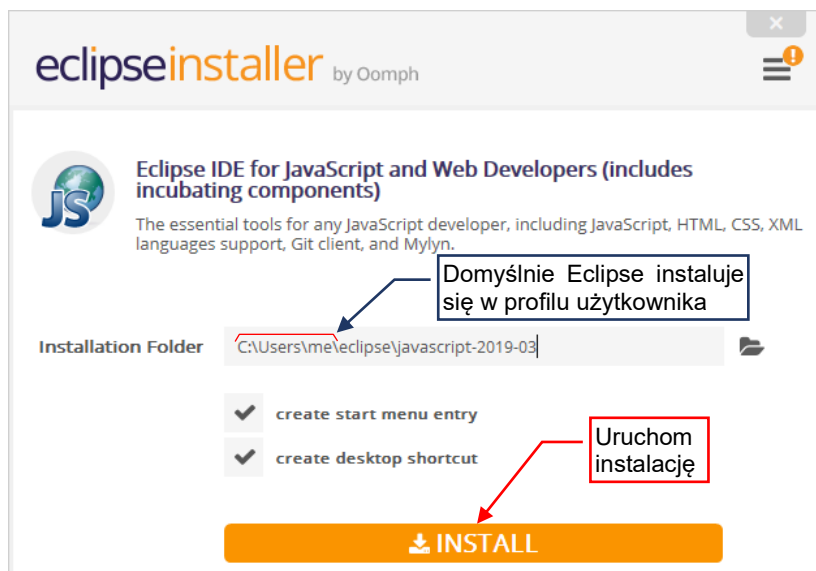 eclipseinstaller by Oomph
Eclipse IDE for JavaScript and Web Developers (includes
incubating components)
The essential tools for any JavaScript developer, including JavaScript, HTML, CSS, XML
languages support, Git client, and Mylyn.
Domyślnie Eclipse instaluje
się w profilu użytkownika
Installation Folder C:\Users\me\eclipse\javascript-2019-03
create start menu entry
create desktop shortcut
Uruchom
instalację
INSTALL
JS